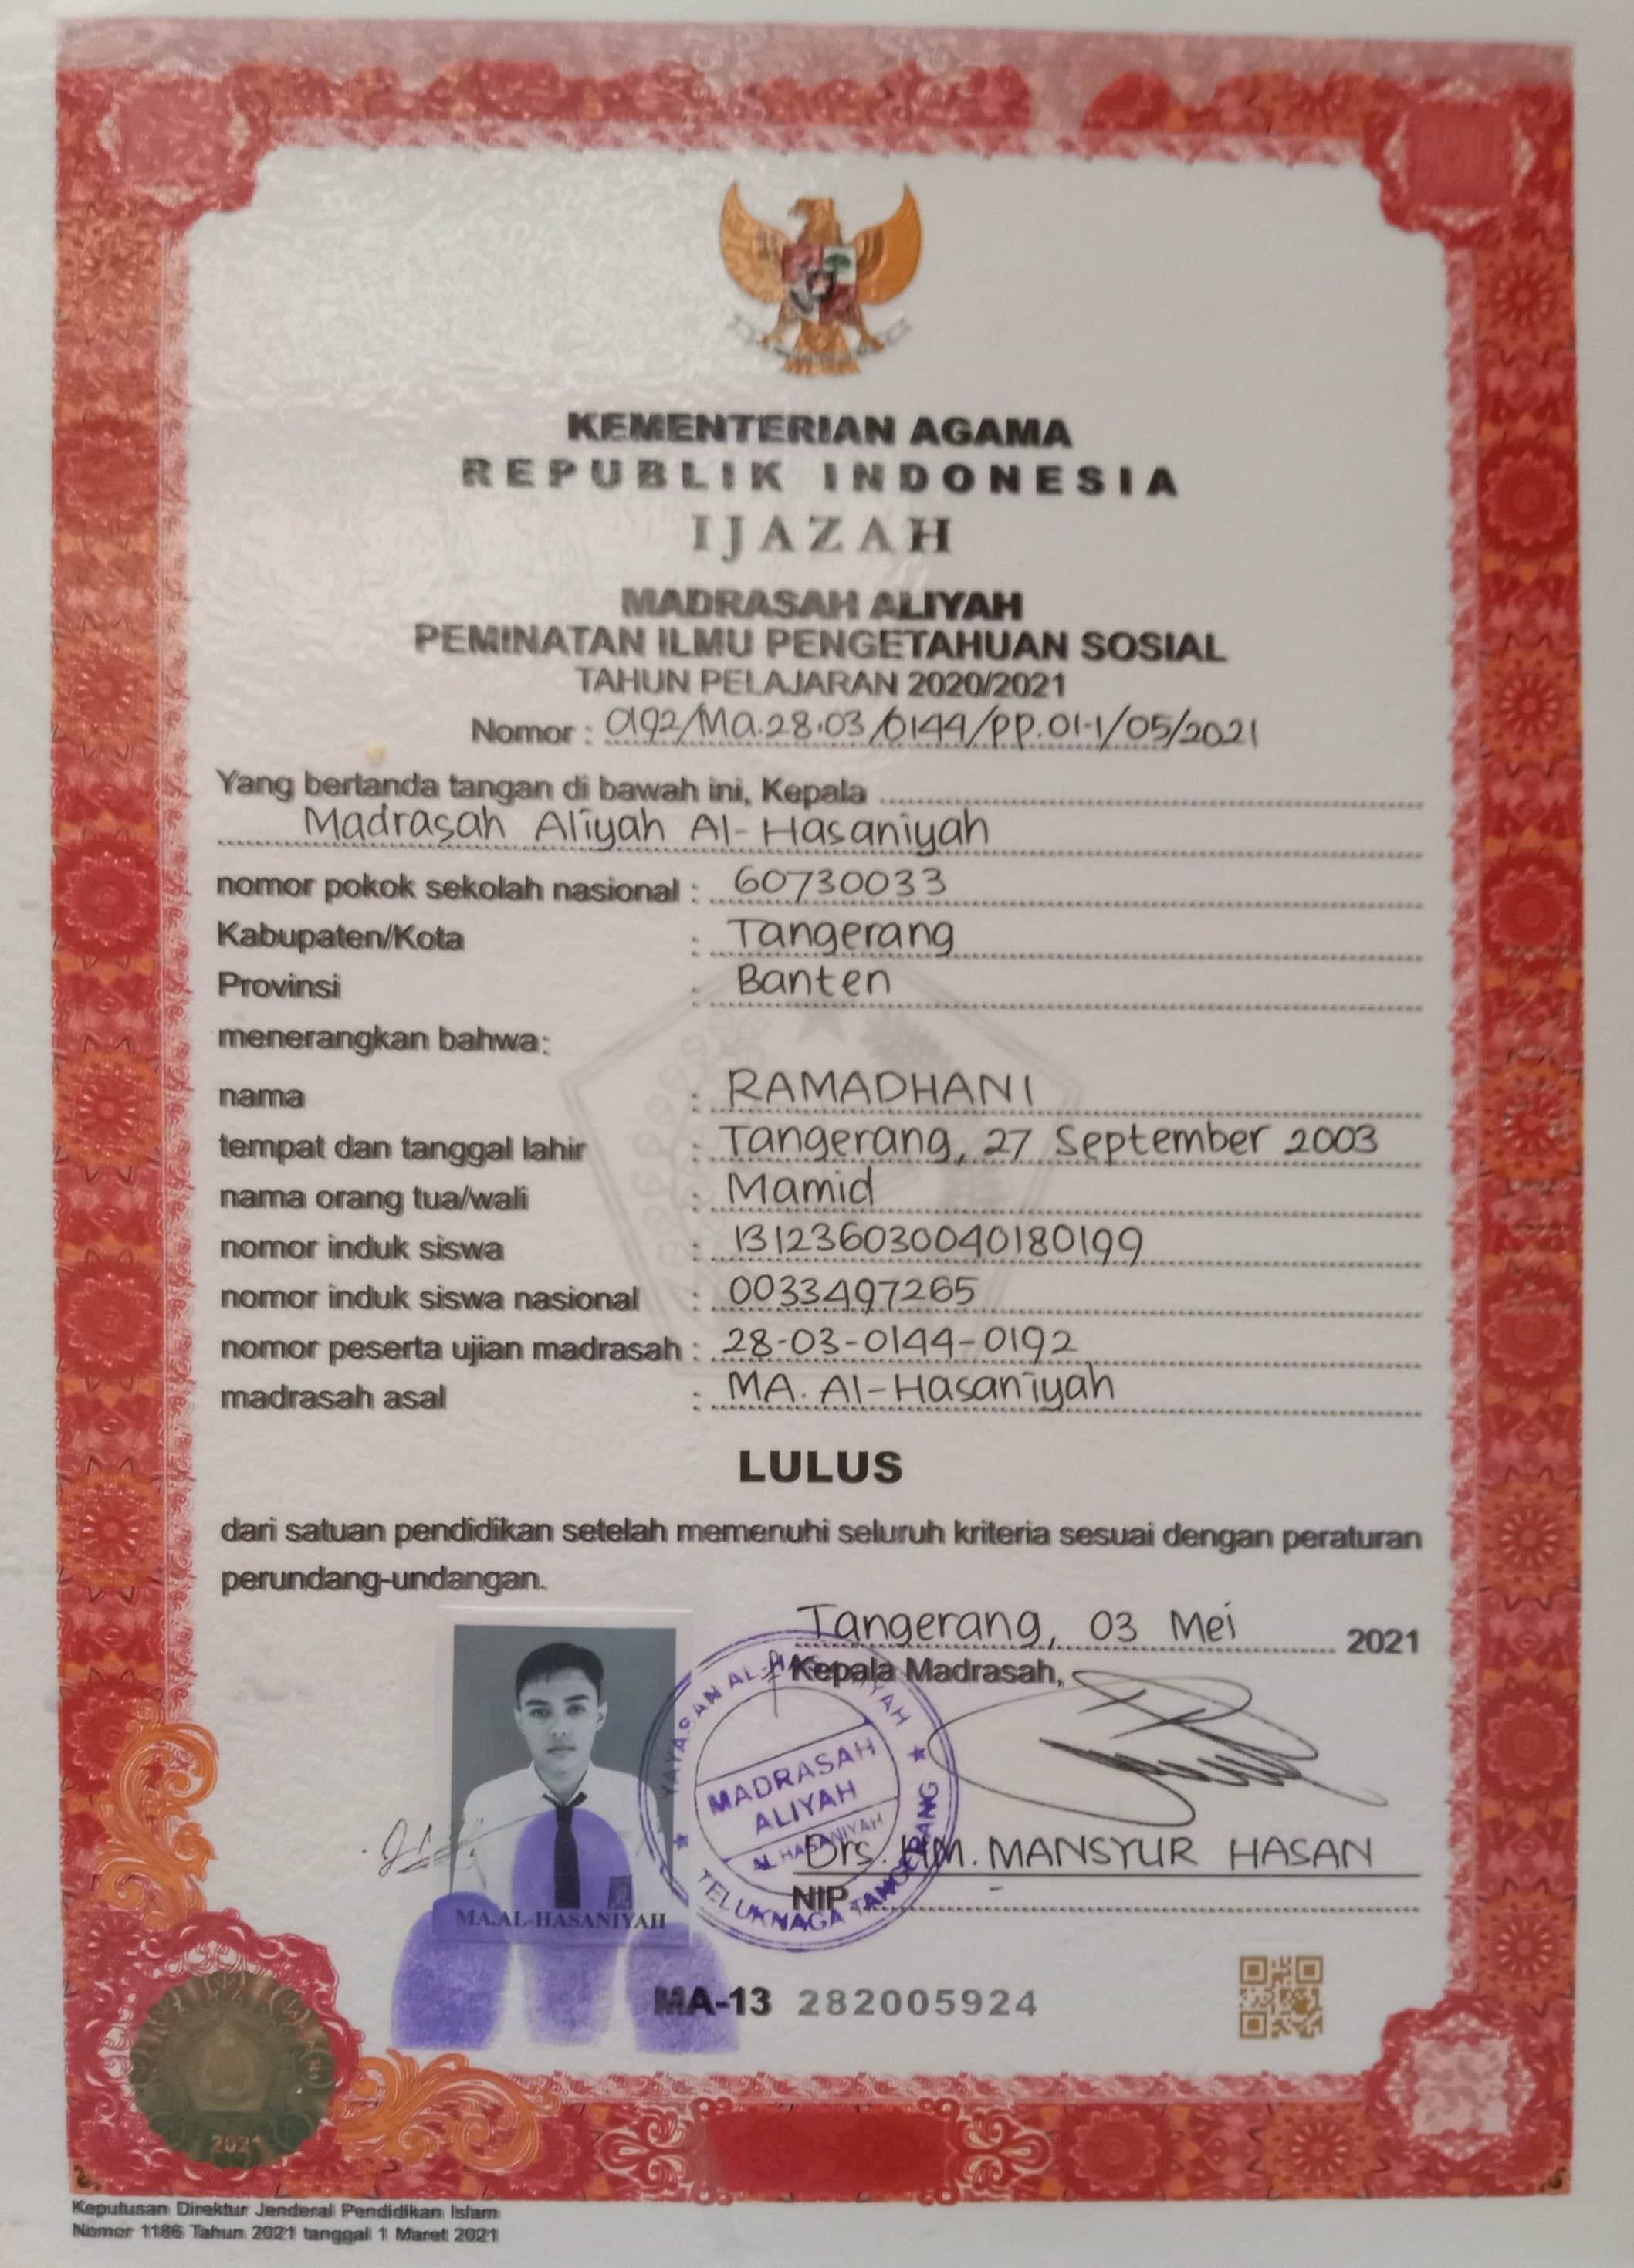 KEMENTERIAN AGAMA
REPUBLIK INDONESIA
IJAZAH
MADRASAH ALIYAH
PEMINATAN ILMU PENGETAHUAN SOSIAL
TAHUN PELAJARAN 2020/2021
Nomor : 0192/Ma.28.03/0144/PP.01-1/05/2021
Yang bertanda tangan di bawah ini, Kepala
Madrasah Aliyah Al-Hasaniyah
nomor pokok sekolah nasional : 60730033
Kabupaten/Kota : Tangerang
Provinsi : Banten
menerangkan bahwa:
nama : RAMADHANI
tempat dan tanggal lahir : Tangerang, 27 September 2003
nama orang tua/wali : Mamid
nomor induk siswa : 131236030040180199
nomor induk siswa nasional : 0033497265
nomor peserta ujian madrasah : 28-03-0144-0192
madrasah asal : MA. Al-Hasaniyah
LULUS
dari satuan pendidikan setelah memenuhi seluruh kriteria sesuai dengan peraturan
perundang-undangan.
Tangerang, 03 Mei 2021
Kepala Madrasah,
YAYASAN AL-HASANIYAH
MADRASAH
ALIYAH
AL HASANIYAH
TELUKNAGA TANGERANG
Drs. HM. MANSYUR HASAN
NIP. -
MA.AL-HASANIYAH
MA-13 282005924
2021
Keputusan Direktur Jenderal Pendidikan Islam
Nomor 1186 Tahun 2021 tanggal 1 Maret 2021